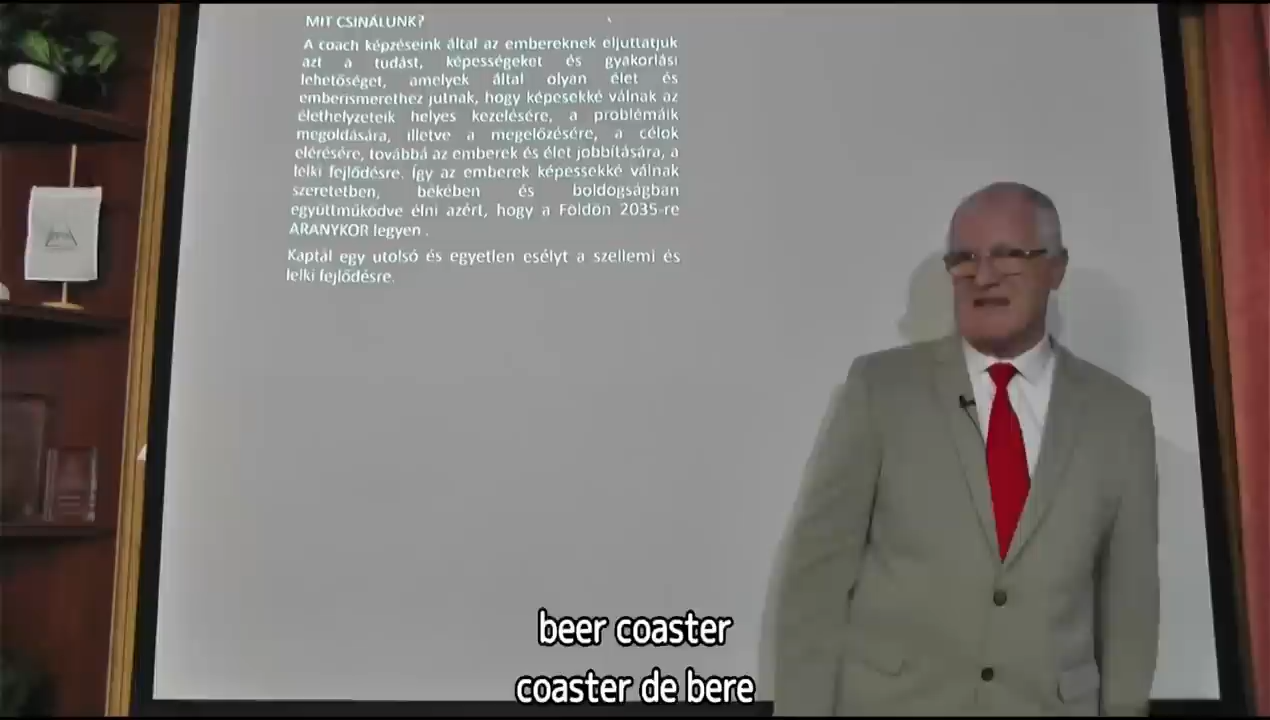 MIT CSINÁLUNK?
A coach képzéseink által az embereknek eljuttatjuk
azt a tudást, képességeket és gyakorlási
lehetőséget, amelyek által olyan élet és
emberismerethez jutnak, hogy képesekké válnak az
élethelyzeteik helyes kezelésére, a problémáik
megoldására, illetve a megelőzésére, a célok
elérésére, továbbá az emberek és élet jobbítására, a
lelki fejlődésre. Így az emberek képessekké válnak
szeretetben, békében és boldogságban
együttműködve élni azért, hogy a Földön 2035-re
ARANYKOR legyen .
Kaptál egy utolsó és egyetlen esélyt a szellemi és
lelki fejlődésre.
beer coaster
coaster de bere